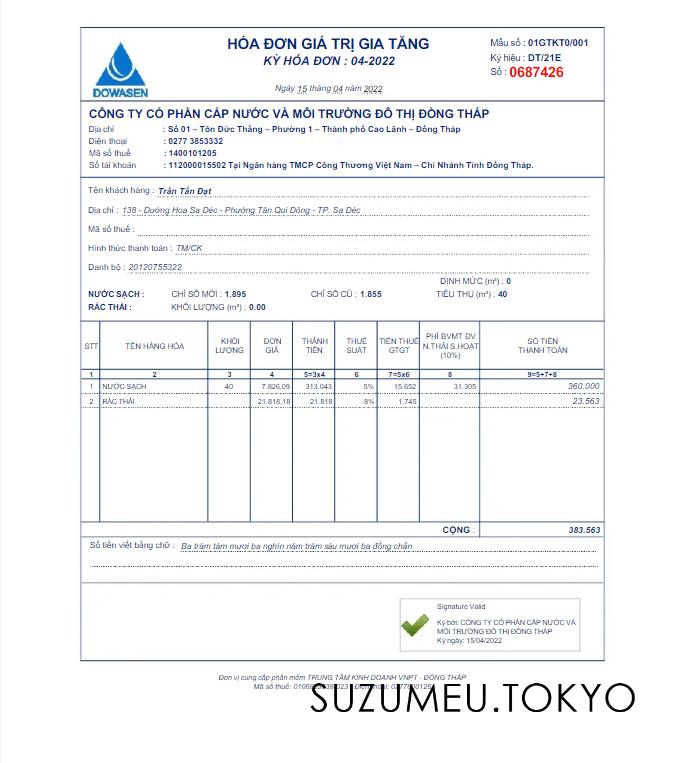 HÓA ĐƠN GIÁ TRỊ GIA TĂNG
KỲ HÓA ĐƠN : 04-2022
Ngày 15 tháng 04 năm 2022
Mẫu số : 01GTKT0/001
Ký hiệu : DT/21E
Số : 0687426
DOWASEN
CÔNG TY CỔ PHẦN CẤP NƯỚC VÀ MÔI TRƯỜNG ĐÔ THỊ ĐỒNG THÁP
Địa chỉ : Số 01 – Tôn Đức Thắng – Phường 1 – Thành phố Cao Lãnh – Đồng Tháp
Điện thoại : 0277 3853332
Mã số thuế : 1400101205
Số tài khoản : 112000015502 Tại Ngân hàng TMCP Công Thương Việt Nam – Chi Nhánh Tỉnh Đồng Tháp.
Tên khách hàng : Trần Tấn Đạt
Địa chỉ : 138 - Dường Hoa Sa Déc - Phường Tân Qui Đông - TP. Sa Déc
Mã số thuế :
Hình thức thanh toán : TM/CK
Danh bộ : 20120755322
ĐỊNH MỨC (m³) : 0
NƯỚC SẠCH : CHỈ SỐ MỚI : 1.895 CHỈ SỐ CŨ : 1.855 TIÊU THỤ (m³) : 40
RÁC THẢI : KHỐI LƯỢNG (m³) : 0.00
STT TÊN HÀNG HÓA KHỐI LƯỢNG ĐƠN GIÁ THÀNH TIỀN THUẾ SUẤT TIỀN THUẾ GTGT PHÍ BVMT ĐV N.THẢI S.HOẠT (10%) SỐ TIỀN THANH TOÁN
1 2 3 4 5=3x4 6 7=5x6 8 9=5+7+8
1 NƯỚC SẠCH 40 7.826,09 313.043 5% 15.652 31.305 360.000
2 RÁC THẢI 21.818,18 21.818 8% 1.745 23.563
CỘNG : 383.563
Số tiền viết bằng chữ : Ba trăm tám mươi ba nghìn năm trăm sáu mươi ba đồng chẵn
Signature Valid
Ký bởi: CÔNG TY CỔ PHẦN CẤP NƯỚC VÀ
MÔI TRƯỜNG ĐÔ THỊ ĐỒNG THÁP
Ký ngày: 15/04/2022
Đơn vị cung cấp phần mềm TRUNG TÂM KINH DOANH VNPT - ĐỒNG THÁP
Mã số thuế:
SUZUMEU.TOKYO